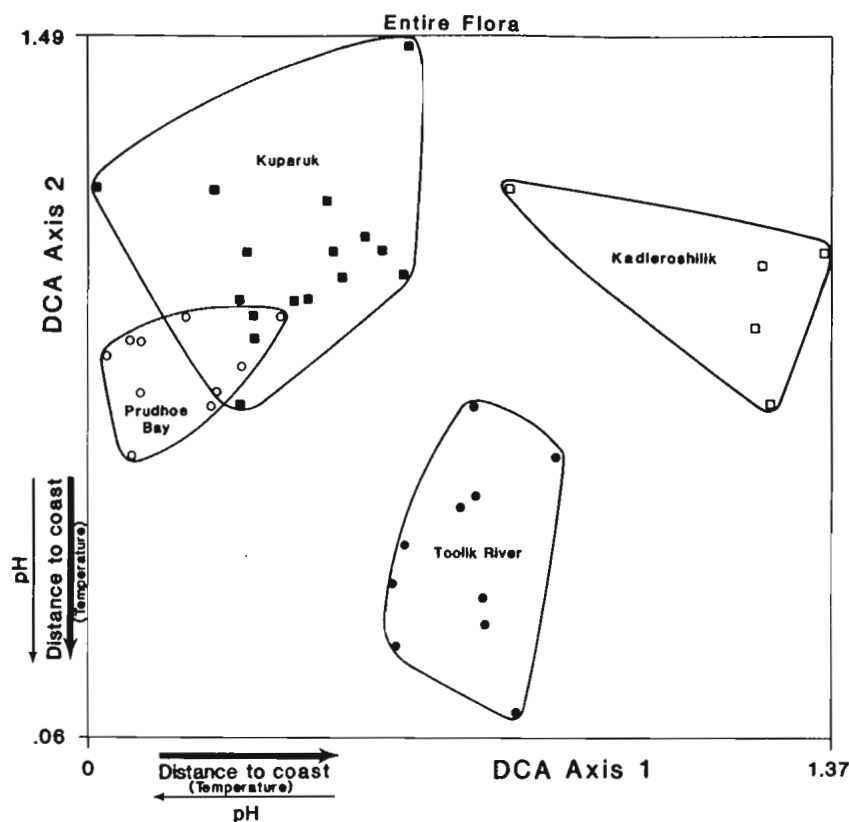 Entire Flora
1.49
DCA Axis 2
Kuparuk
Kadleroshilik
Prudhoe
Bay
Toolik River
pH
Distance to coast
(Temperature)
.06
0
Distance to coast
(Temperature)
pH
DCA Axis 1
1.37